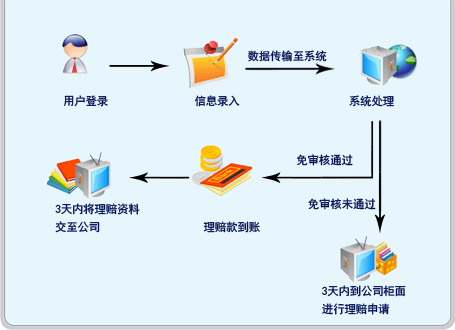 数据传输至系统
用户登录
信息录入
系统处理
免审核通过
免审核未通过
3天内将理赔资料
交至公司
理赔款到账
3天内到公司柜面
进行理赔申请